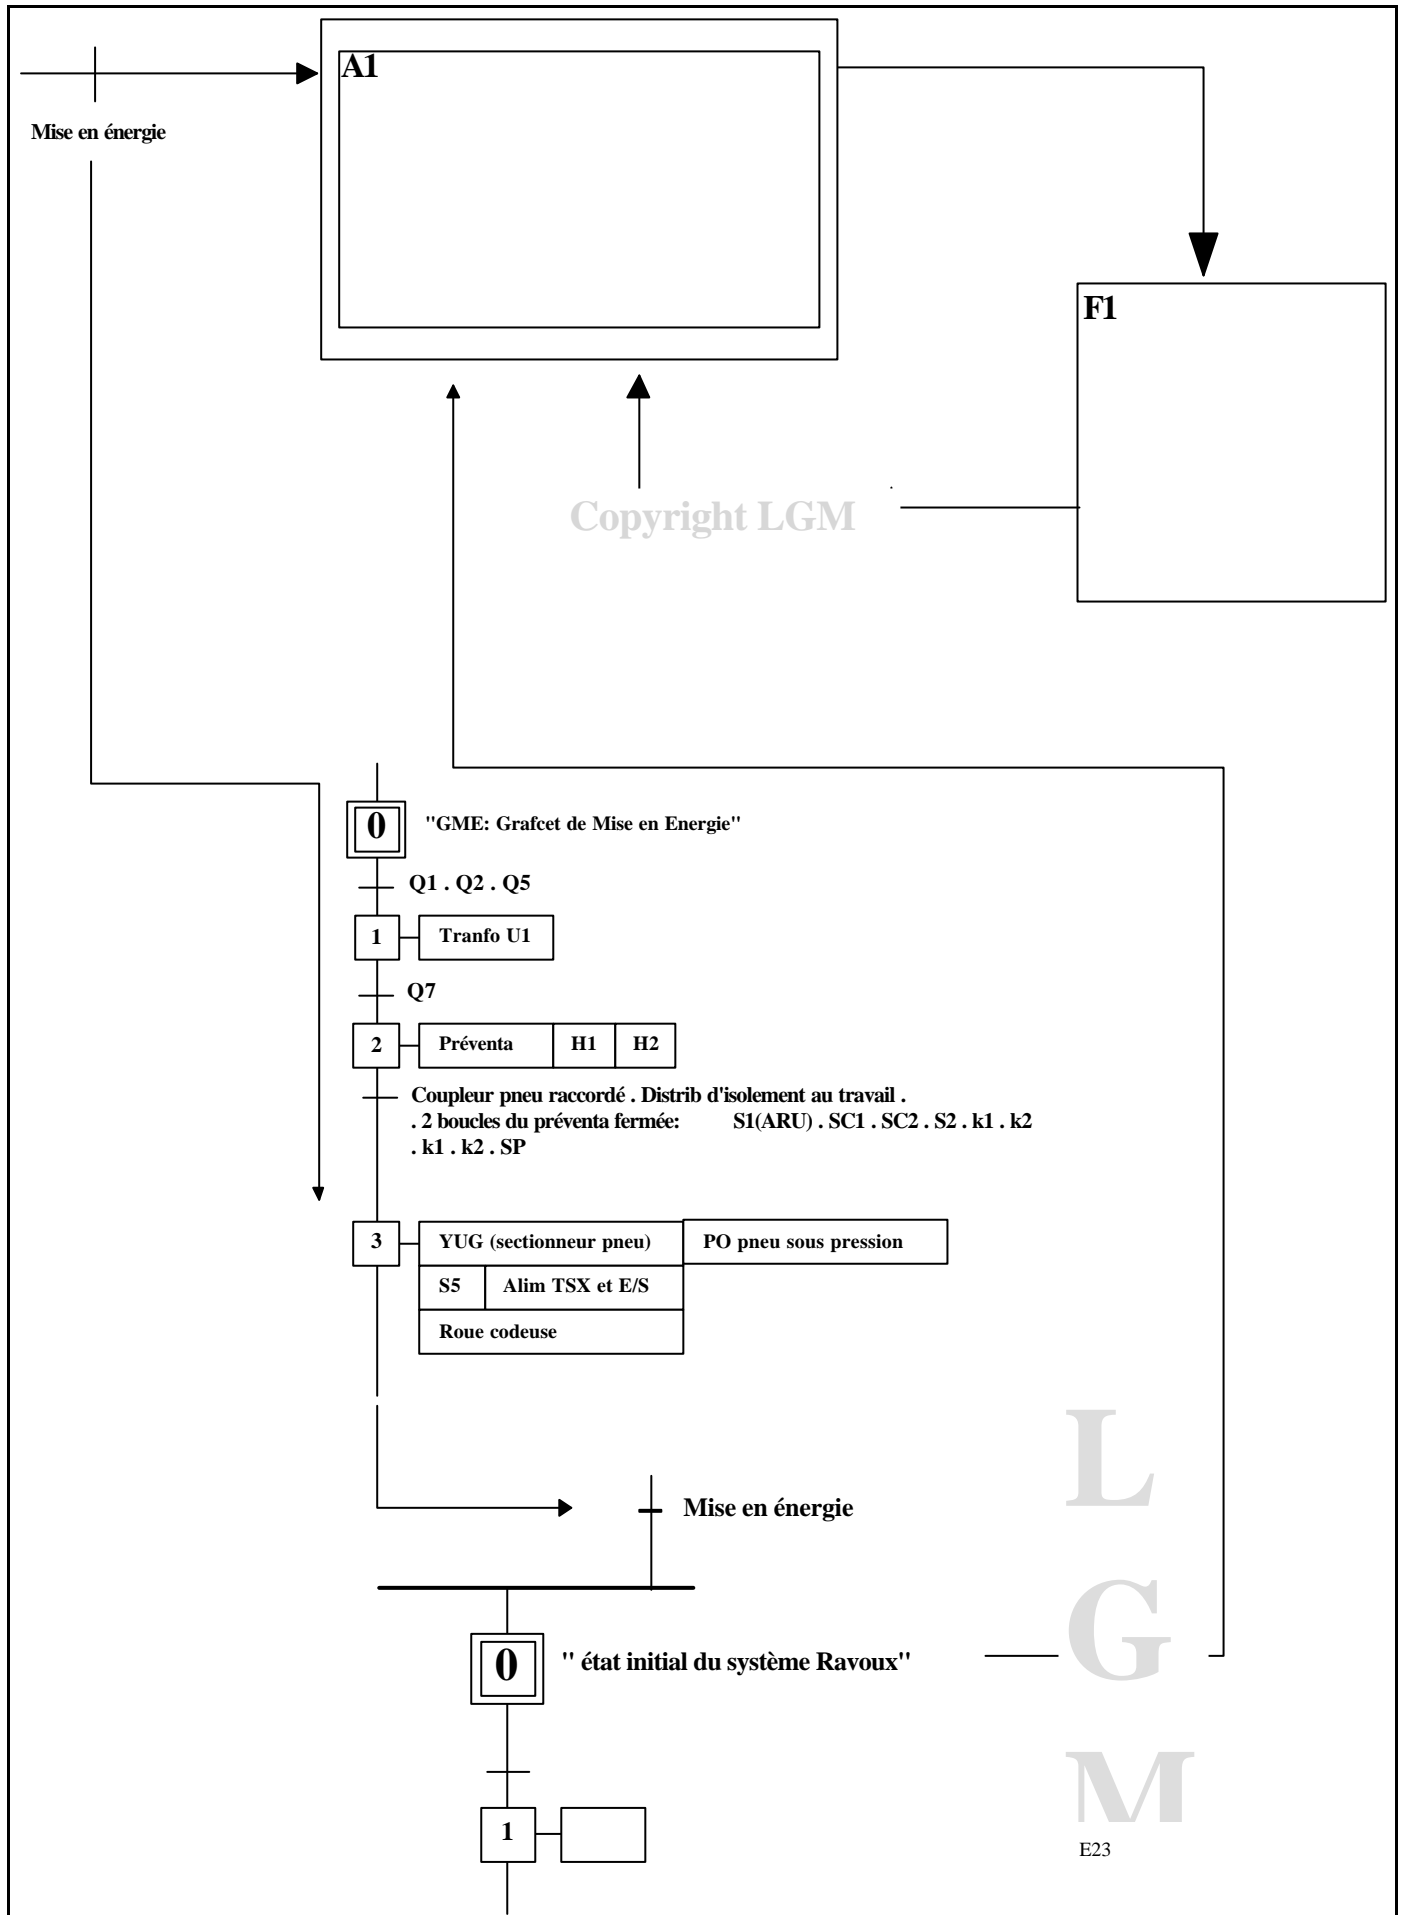 A1
Mise en énergie
F1
Copyright LGM
0
"GME: Grafcet de Mise en Energie"
Q1 . Q2 . Q5
1
Tranfo U1
Q7
2
Préventa
H1
H2
Coupleur pneu raccordé . Distrib d'isolement au travail .
. 2 boucles du préventa fermée: S1(ARU) . SC1 . SC2 . S2 . k1 . k2
. k1 . k2 . SP
3
YUG (sectionneur pneu)
PO pneu sous pression
S5
Alim TSX et E/S
Roue codeuse
L
Mise en énergie
G
0
" état initial du système Ravoux"
M
1
E23